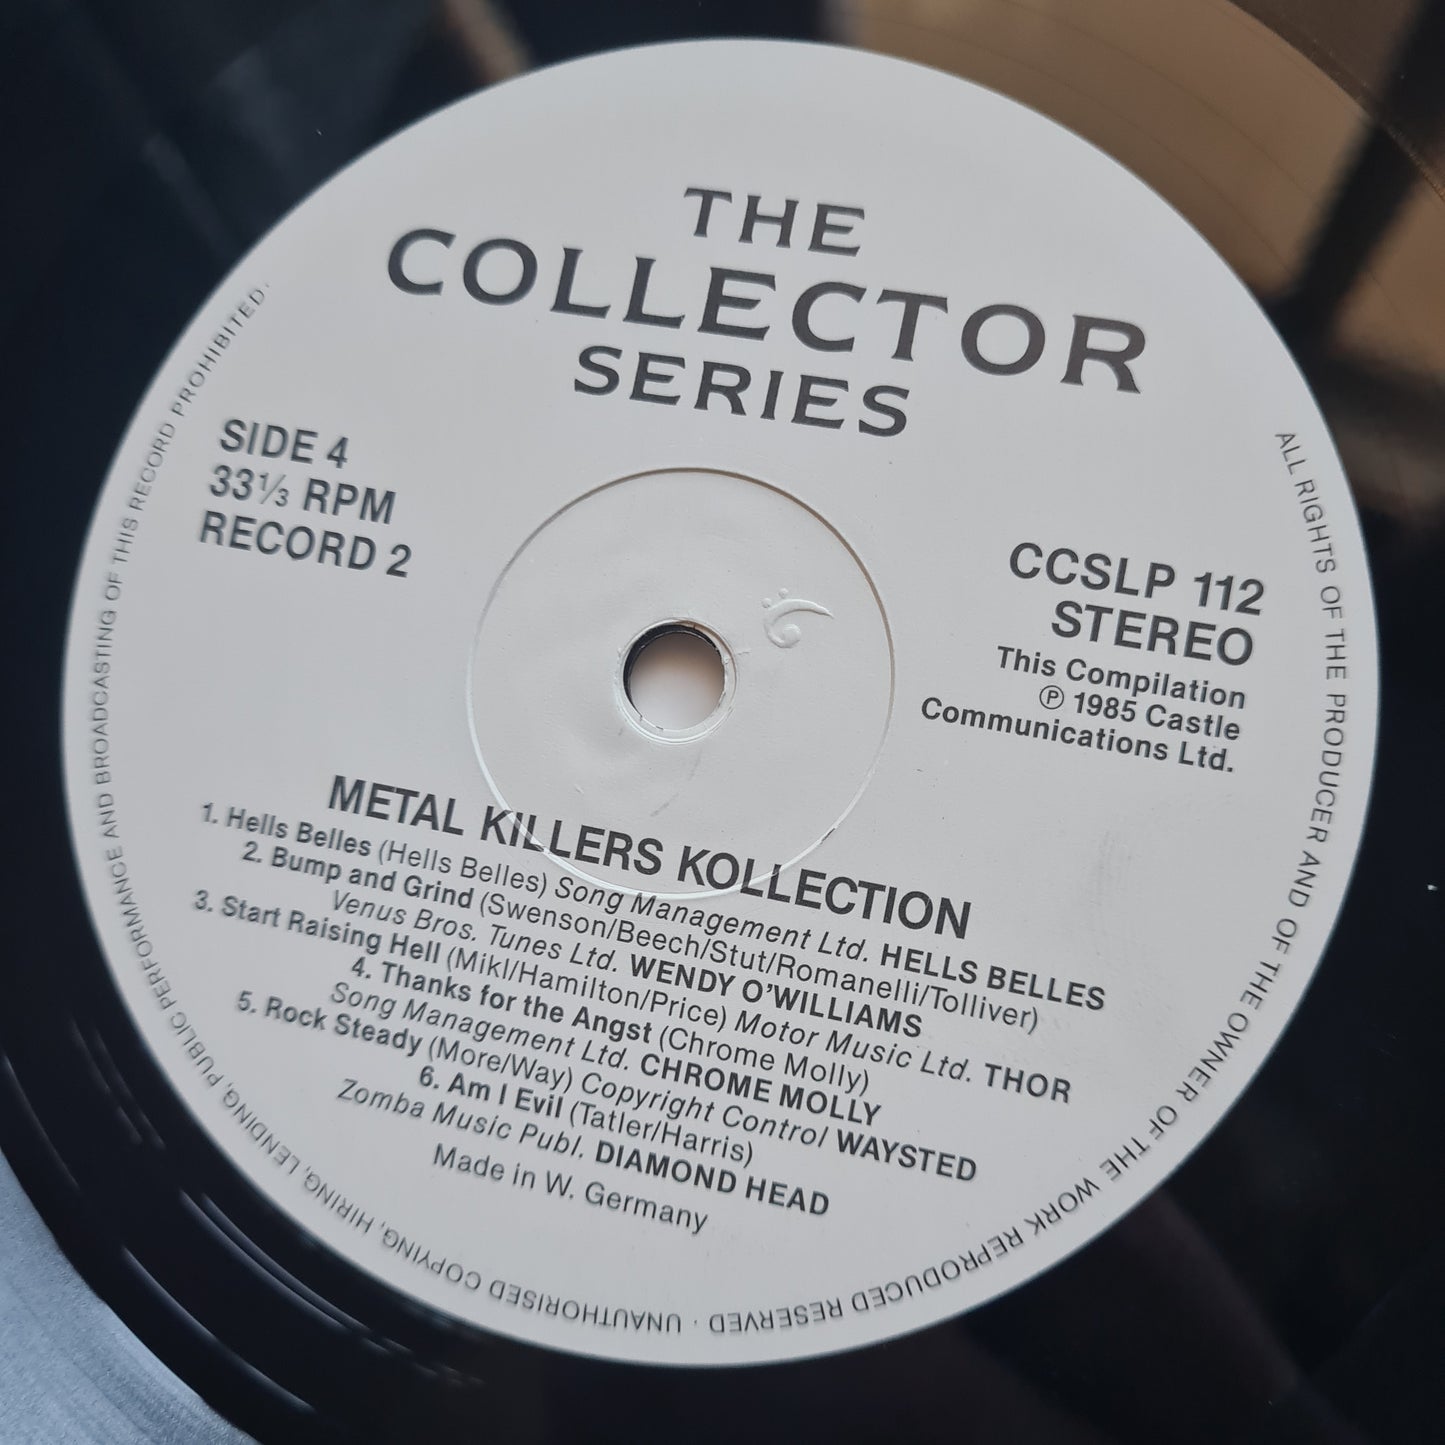 THE
COLLECTOR
SERIES
SIDE 4
33⅓ RPM
RECORD 2
CCSLP 112
STEREO
This Compilation
℗ 1985 Castle
Communications Ltd.
METAL KILLERS KOLLECTION
1. Hells Belles (Hells Belles) Song Management Ltd. HELLS BELLES
2. Bump and Grind (Swenson/Beech/Stut/Romanelli/Tolliver)
Venus Bros. Tunes Ltd. WENDY O'WILLIAMS
3. Start Raising Hell (Mikl/Hamilton/Price) Motor Music Ltd. THOR
4. Thanks for the Angst (Chrome Molly)
Song Management Ltd. CHROME MOLLY
5. Rock Steady (More/Way) Copyright Control WAYSTED
6. Am I Evil (Tatler/Harris)
Zomba Music Publ. DIAMOND HEAD
Made in W. Germany
ALL RIGHTS OF THE PRODUCER AND OF THE OWNER OF THE WORK REPRODUCED RESERVED · UNAUTHORISED COPYING, HIRING, LENDING, PUBLIC PERFORMANCE AND BROADCASTING OF THIS RECORD PROHIBITED.